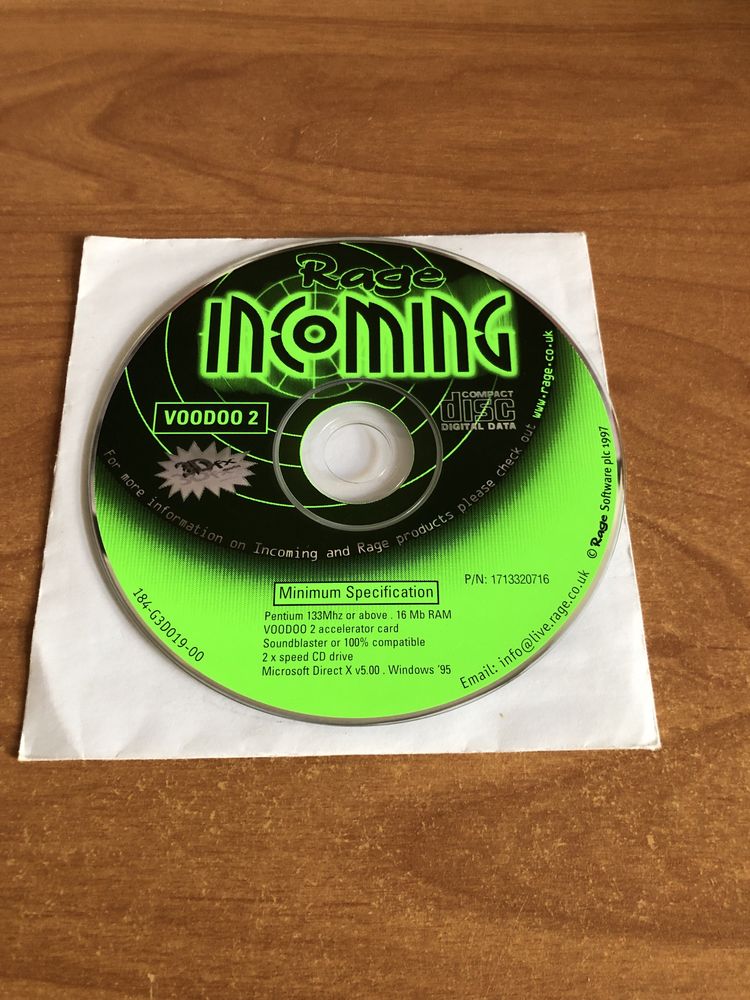 Rage
INCOMING
VOODOO 2
COMPACT
disc
DIGITAL DATA
3Dfx
For more information on Incoming and Rage products please check out www.rage.co.uk
© Rage Software plc 1997
P/N: 1713320716
Minimum Specification
Pentium 133Mhz or above . 16 Mb RAM
VOODOO 2 accelerator card
Soundblaster or 100% compatible
2 x speed CD drive
Microsoft Direct X v5.00 . Windows '95
184-G3D019-00
Email: info@live.rage.co.uk